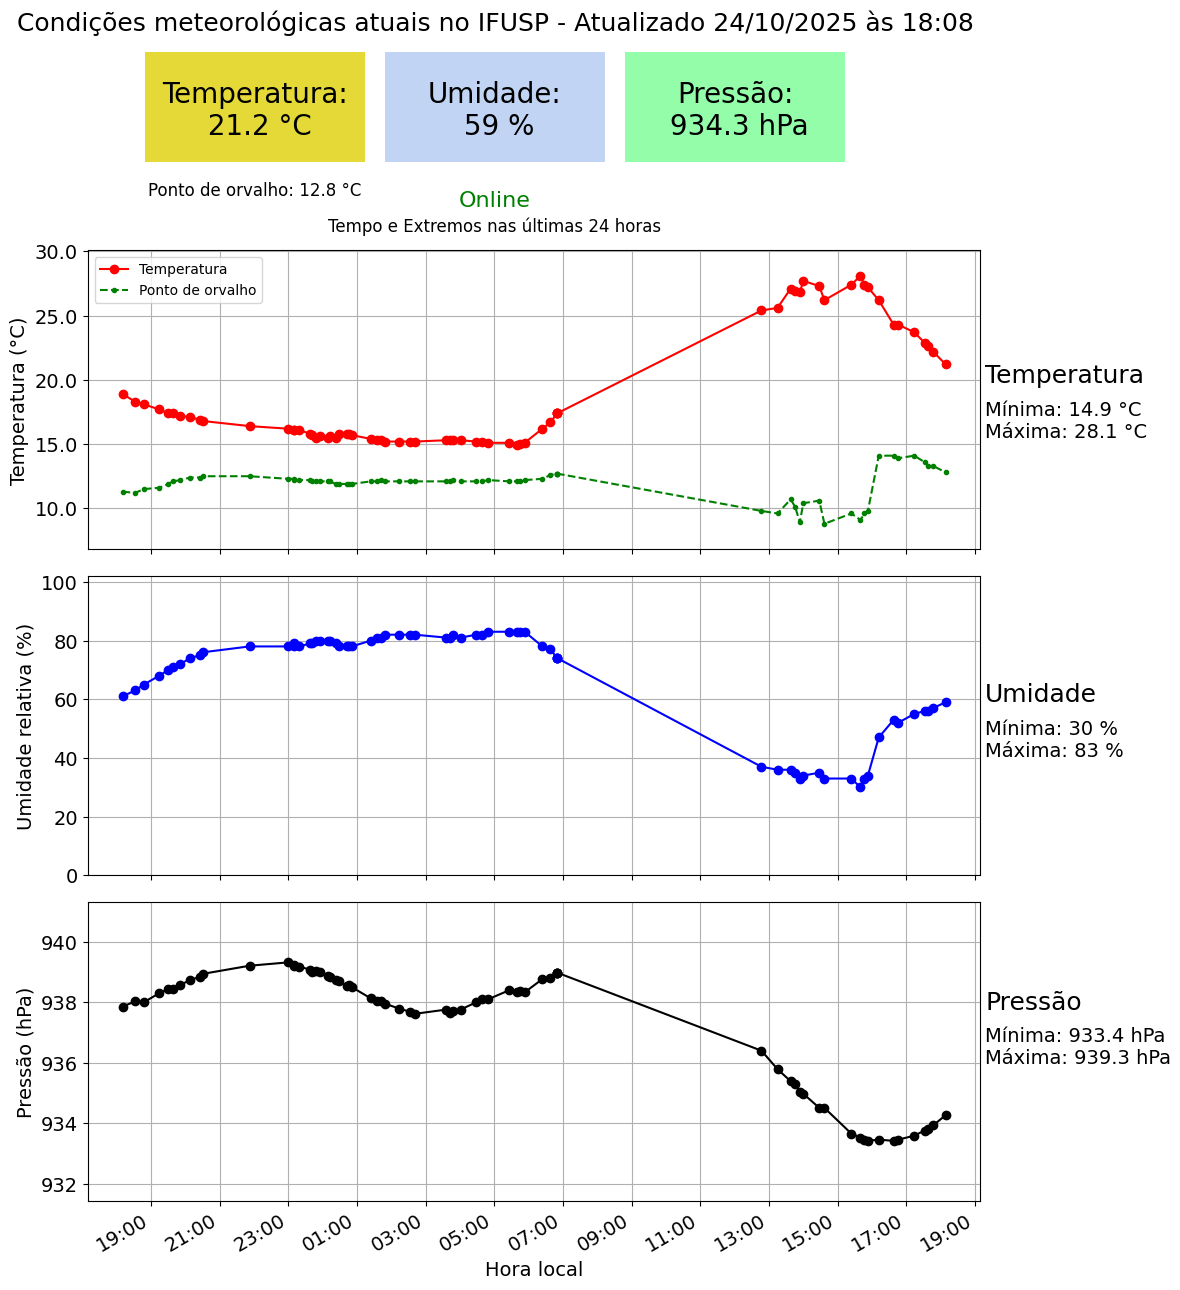 Condições meteorológicas atuais no IFUSP - Atualizado 24/10/2025 às 18:08
Temperatura:
21.2 °C
Umidade:
59 %
Pressão:
934.3 hPa
Ponto de orvalho: 12.8 °C
Online
Tempo e Extremos nas últimas 24 horas
Temperatura (°C)
30.0
25.0
20.0
15.0
10.0
Temperatura
Ponto de orvalho
Temperatura
Mínima: 14.9 °C
Máxima: 28.1 °C
Umidade relativa (%)
100
80
60
40
20
0
Umidade
Mínima: 30 %
Máxima: 83 %
Pressão (hPa)
940
938
936
934
932
Pressão
Mínima: 933.4 hPa
Máxima: 939.3 hPa
19:00 21:00 23:00 01:00 03:00 05:00 07:00 09:00 11:00 13:00 15:00 17:00 19:00
Hora local